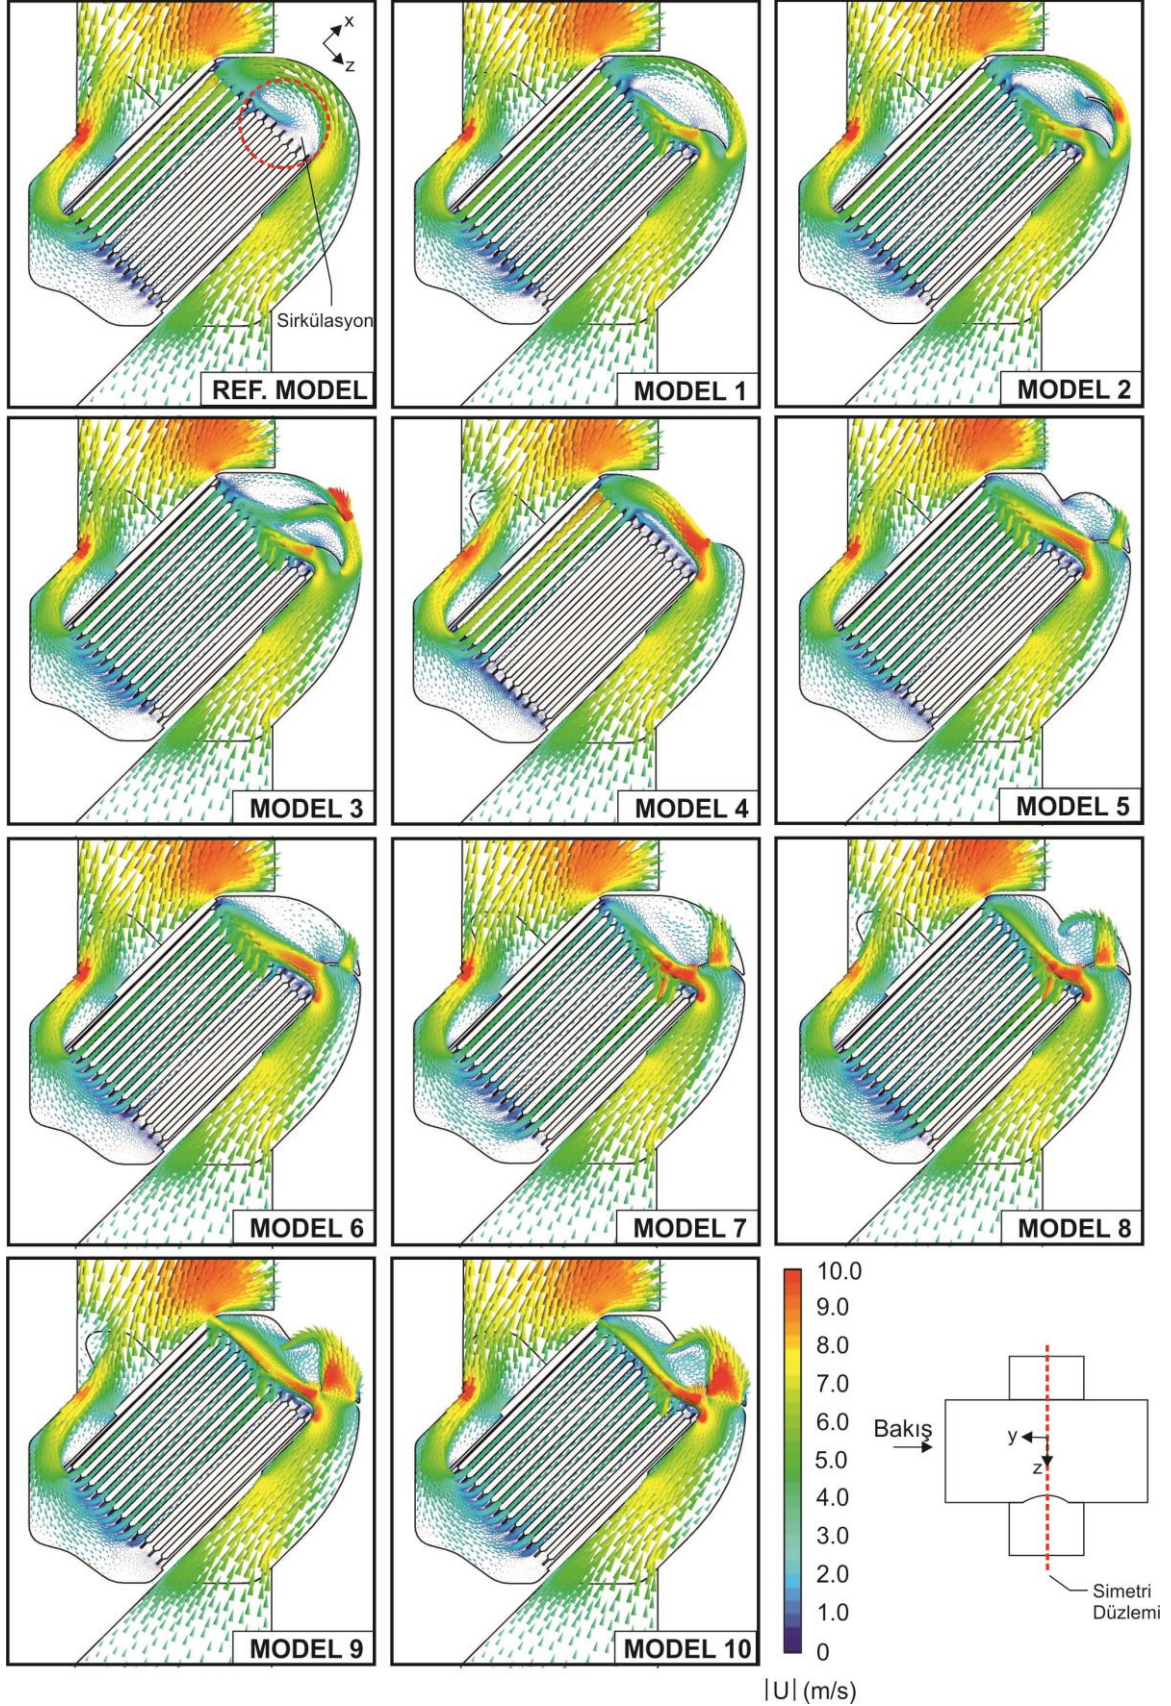 x
z
Sirkülasyon
REF. MODEL
MODEL 1
MODEL 2
MODEL 3
MODEL 4
MODEL 5
MODEL 6
MODEL 7
MODEL 8
MODEL 9
MODEL 10
10.0
9.0
8.0
7.0
6.0
5.0
4.0
3.0
2.0
1.0
0
|U| (m/s)
Bakış
y
z
Simetri
Düzlemi